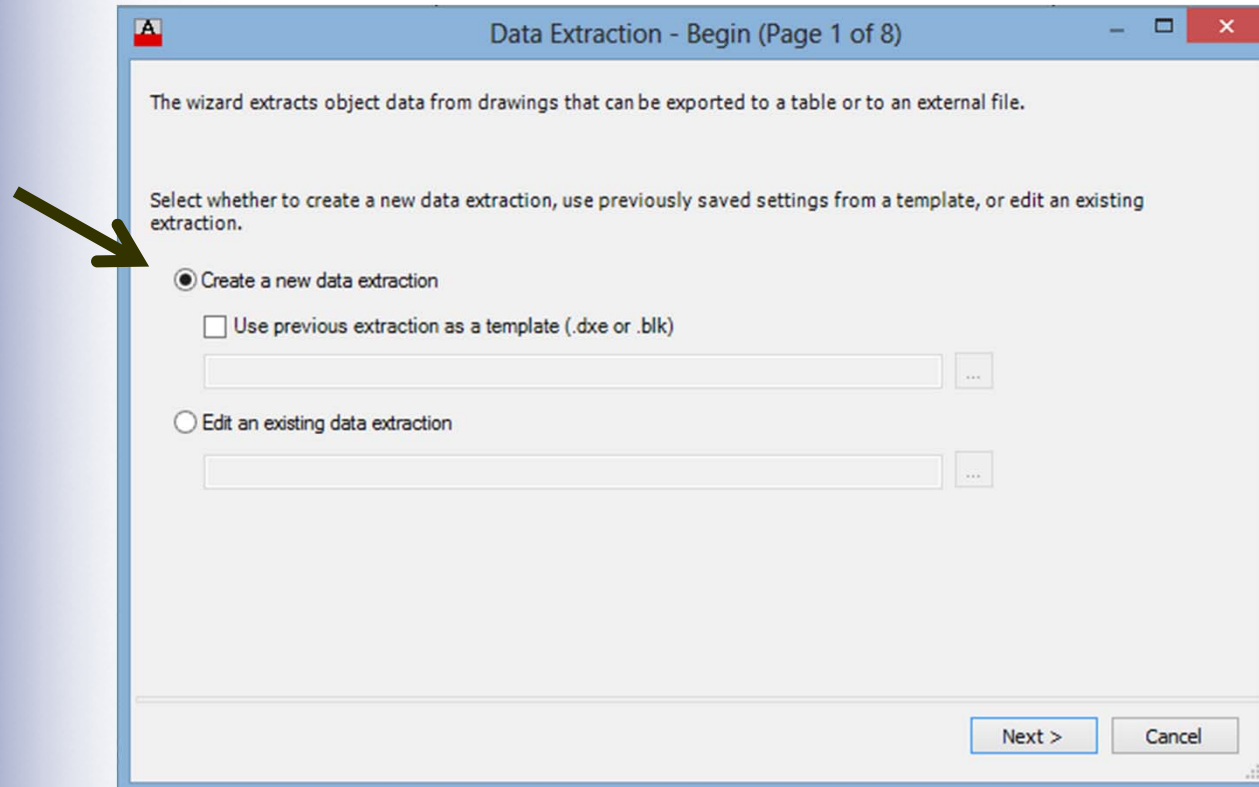 Data Extraction - Begin (Page 1 of 8)
The wizard extracts object data from drawings that can be exported to a table or to an external file.
Select whether to create a new data extraction, use previously saved settings from a template, or edit an existing
extraction.
Create a new data extraction
Use previous extraction as a template (.dxe or .blk)
...
Edit an existing data extraction
...
Next >
Cancel